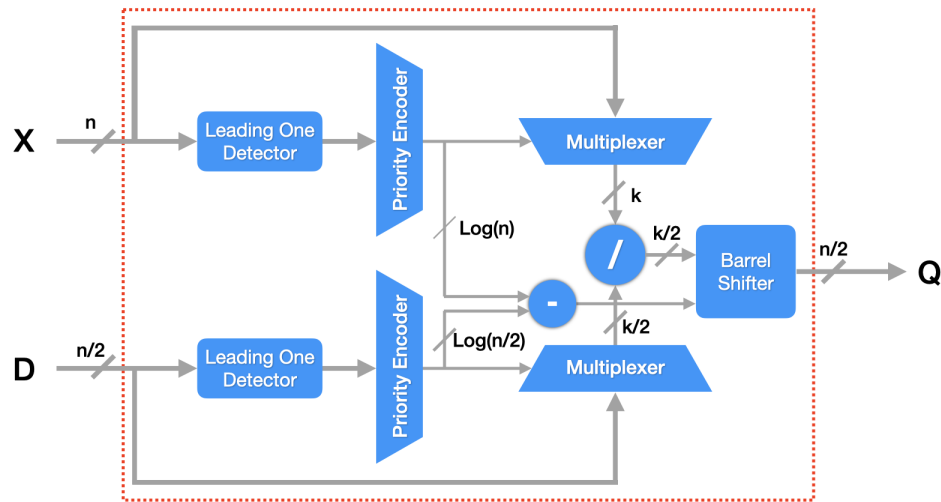 X
n
Leading One
Detector
Priority Encoder
Multiplexer
k
Log(n)
/
k/2
Barrel
Shifter
n/2
Q
-
k/2
D
n/2
Leading One
Detector
Priority Encoder
Log(n/2)
Multiplexer